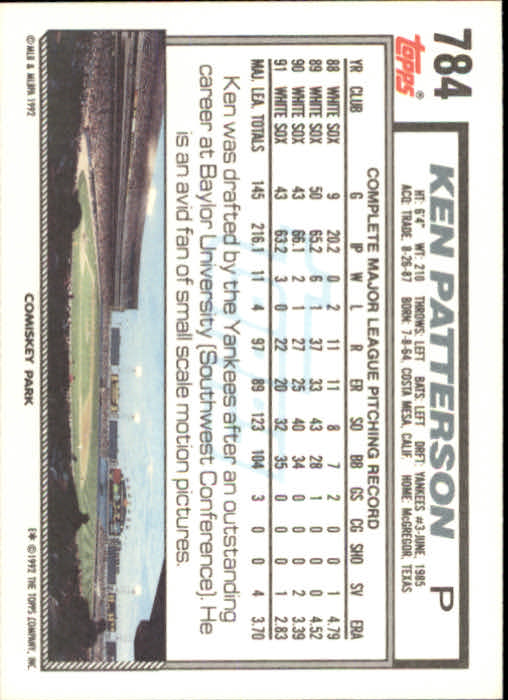 784
TOPPS®
KEN PATTERSON P
HT: 6'4" WT: 210 THROWS: LEFT BATS: LEFT DRFT: YANKEES #3-JUNE, 1985
ACQ: TRADE, 8-26-87 BORN: 7-8-64, COSTA MESA, CALIF. HOME: McGREGOR, TEXAS
COMPLETE MAJOR LEAGUE PITCHING RECORD
YR CLUB G IP W L R ER SO BB GS CG SHO SV ERA
88 WHITE SOX 9 20.2 0 2 11 11 8 7 2 0 0 1 4.79
89 WHITE SOX 50 65.2 6 1 37 33 43 28 1 0 0 0 4.52
90 WHITE SOX 43 66.1 2 1 27 25 40 34 0 0 0 2 3.39
91 WHITE SOX 43 63.2 3 0 22 20 32 35 0 0 0 1 2.83
MAJ. LEA. TOTALS 145 216.1 11 4 97 89 123 104 3 0 0 4 3.70
Ken was drafted by the Yankees after an outstanding
career at Baylor University (Southwest Conference). He
is an avid fan of small scale motion pictures.
COMISKEY PARK
© MLB & MLBPA 1992
E* © 1992 THE TOPPS COMPANY, INC.